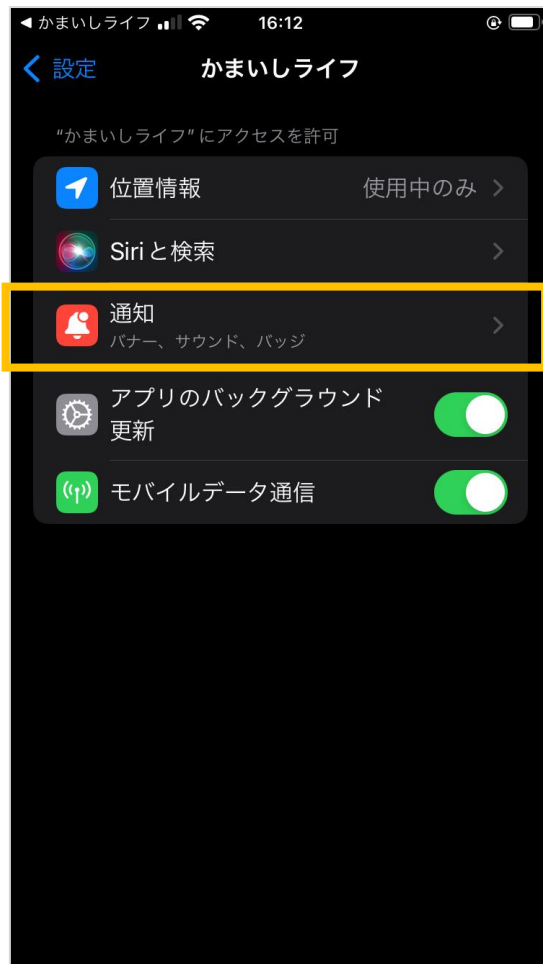 ◀ かまいしライフ 16:12
設定 かまいしライフ
“かまいしライフ”にアクセスを許可
位置情報 使用中のみ
Siriと検索
通知
バナー、サウンド、バッジ
アプリのバックグラウンド
更新
モバイルデータ通信